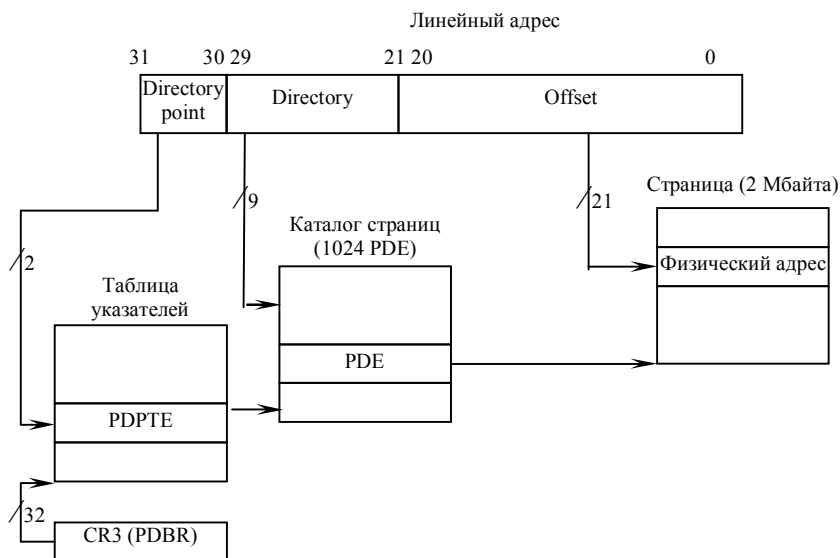 Линейный адрес
31 30 29 21 20 0
Directory point
Directory
Offset
/9
/21
Страница (2 Мбайта)
Каталог страниц
(1024 PDE)
/2
Физический адрес
Таблица
указателей
PDE
PDPTE
/32
CR3 (PDBR)